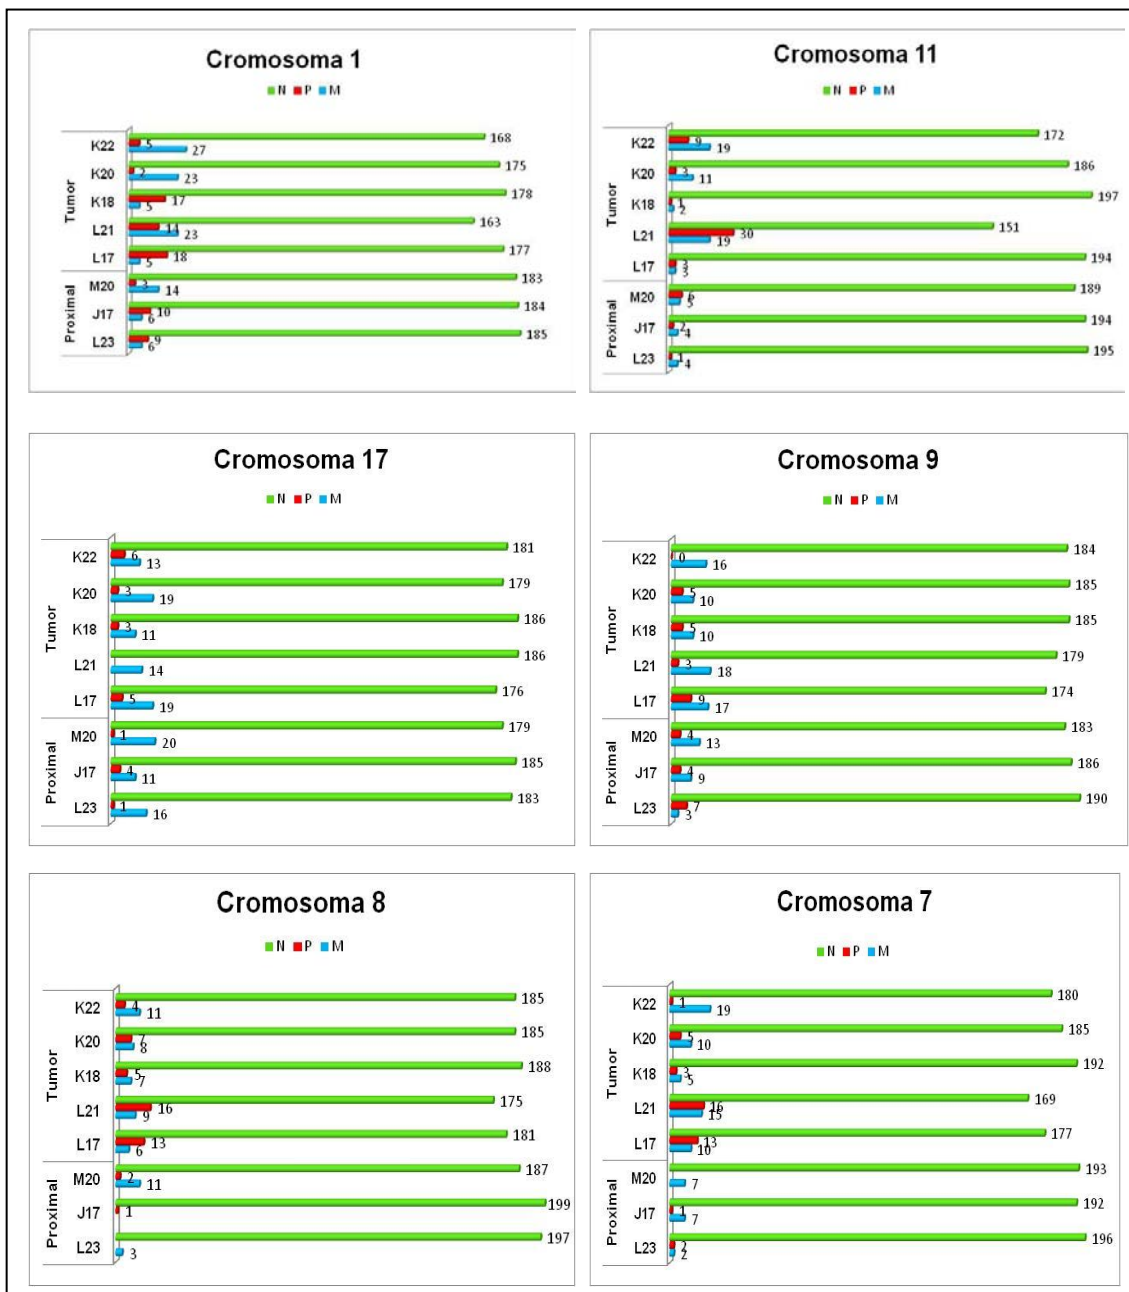 Cromosoma 1
N P M
Tumor
K22 168 5 27
K20 175 2 23
K18 178 17 5
L21 163 14 23
L17 177 18 5
Proximal
M20 183 3 14
J17 184 10 6
L23 185 9 6
Cromosoma 11
N P M
Tumor
K22 172 9 19
K20 186 3 11
K18 197 1 2
L21 151 30 19
L17 194 3 3
Proximal
M20 189 6 5
J17 194 2 4
L23 195 1 4
Cromosoma 17
N P M
Tumor
K22 181 6 13
K20 179 3 19
K18 186 3 11
L21 186 14
L17 176 5 19
Proximal
M20 179 1 20
J17 185 4 11
L23 183 1 16
Cromosoma 9
N P M
Tumor
K22 184 0 16
K20 185 5 10
K18 185 5 10
L21 179 3 18
L17 174 9 17
Proximal
M20 183 4 13
J17 186 4 9
L23 190 7 3
Cromosoma 8
N P M
Tumor
K22 185 4 11
K20 185 7 8
K18 188 5 7
L21 175 16 9
L17 181 13 6
Proximal
M20 187 2 11
J17 199 1
L23 197 3
Cromosoma 7
N P M
Tumor
K22 180 1 19
K20 185 5 10
K18 192 3 5
L21 169 16 15
L17 177 13 10
Proximal
M20 193 7
J17 192 1 7
L23 196 2 2